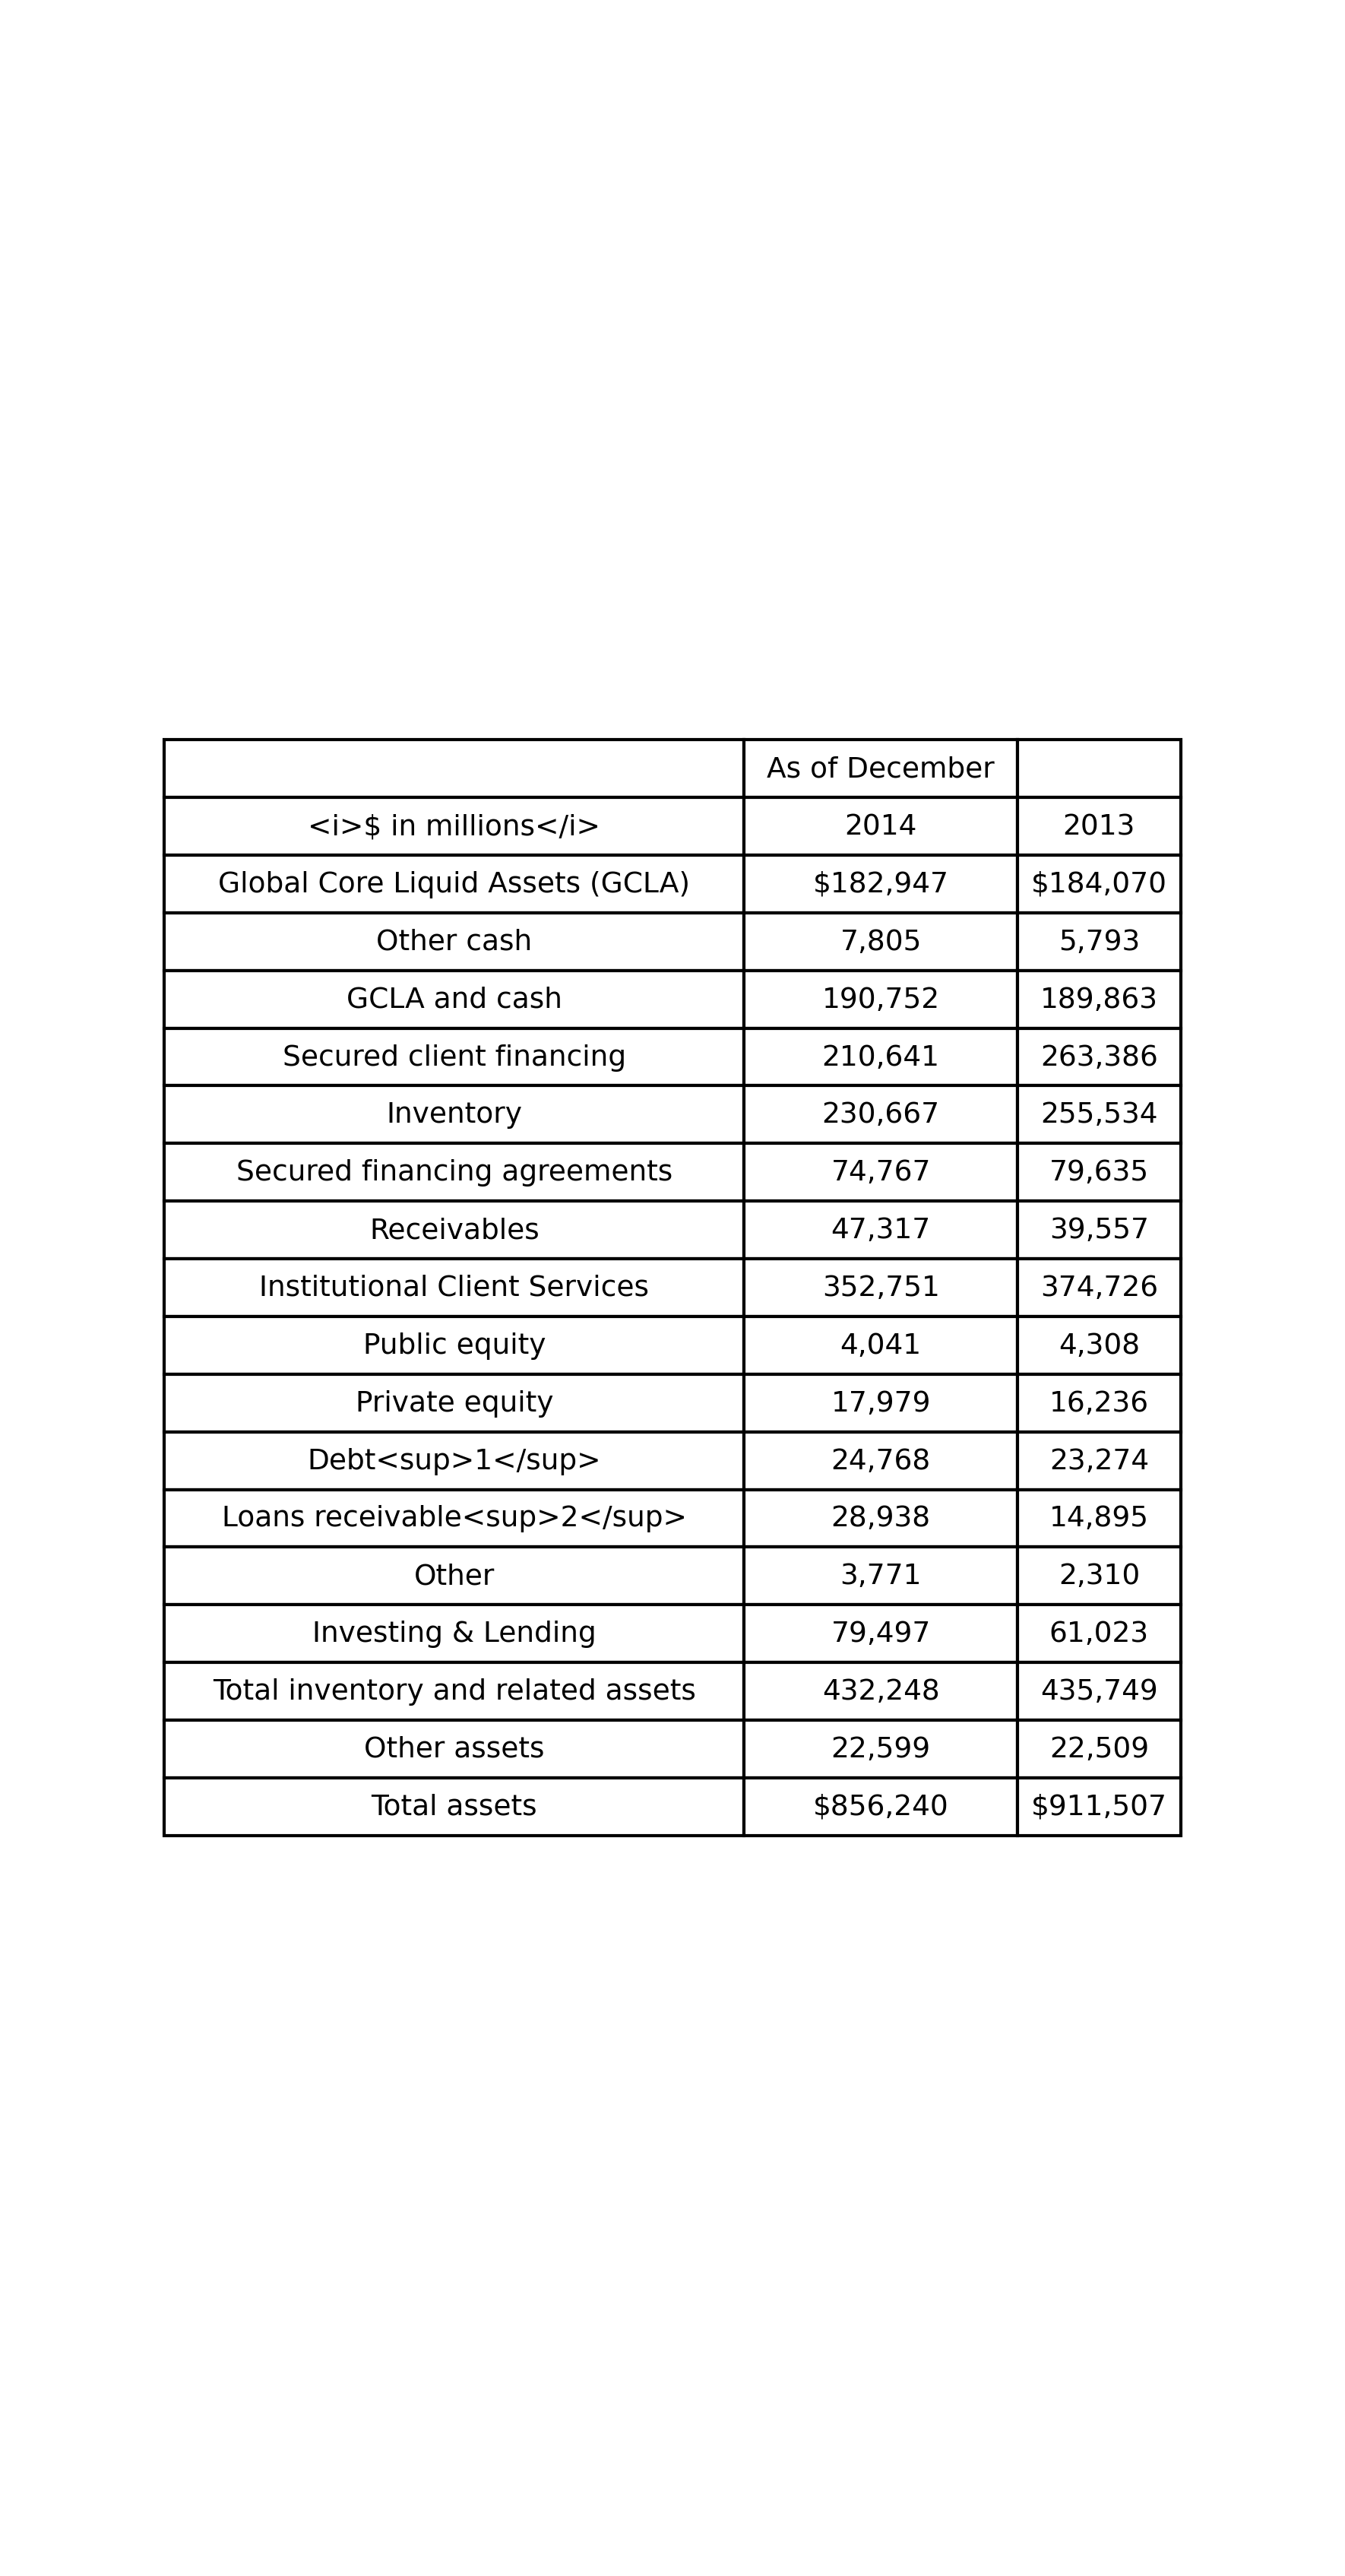 As of December
<i>$ in millions</i> 2014 2013
Global Core Liquid Assets (GCLA) $182,947 $184,070
Other cash 7,805 5,793
GCLA and cash 190,752 189,863
Secured client financing 210,641 263,386
Inventory 230,667 255,534
Secured financing agreements 74,767 79,635
Receivables 47,317 39,557
Institutional Client Services 352,751 374,726
Public equity 4,041 4,308
Private equity 17,979 16,236
Debt<sup>1</sup> 24,768 23,274
Loans receivable<sup>2</sup> 28,938 14,895
Other 3,771 2,310
Investing & Lending 79,497 61,023
Total inventory and related assets 432,248 435,749
Other assets 22,599 22,509
Total assets $856,240 $911,507